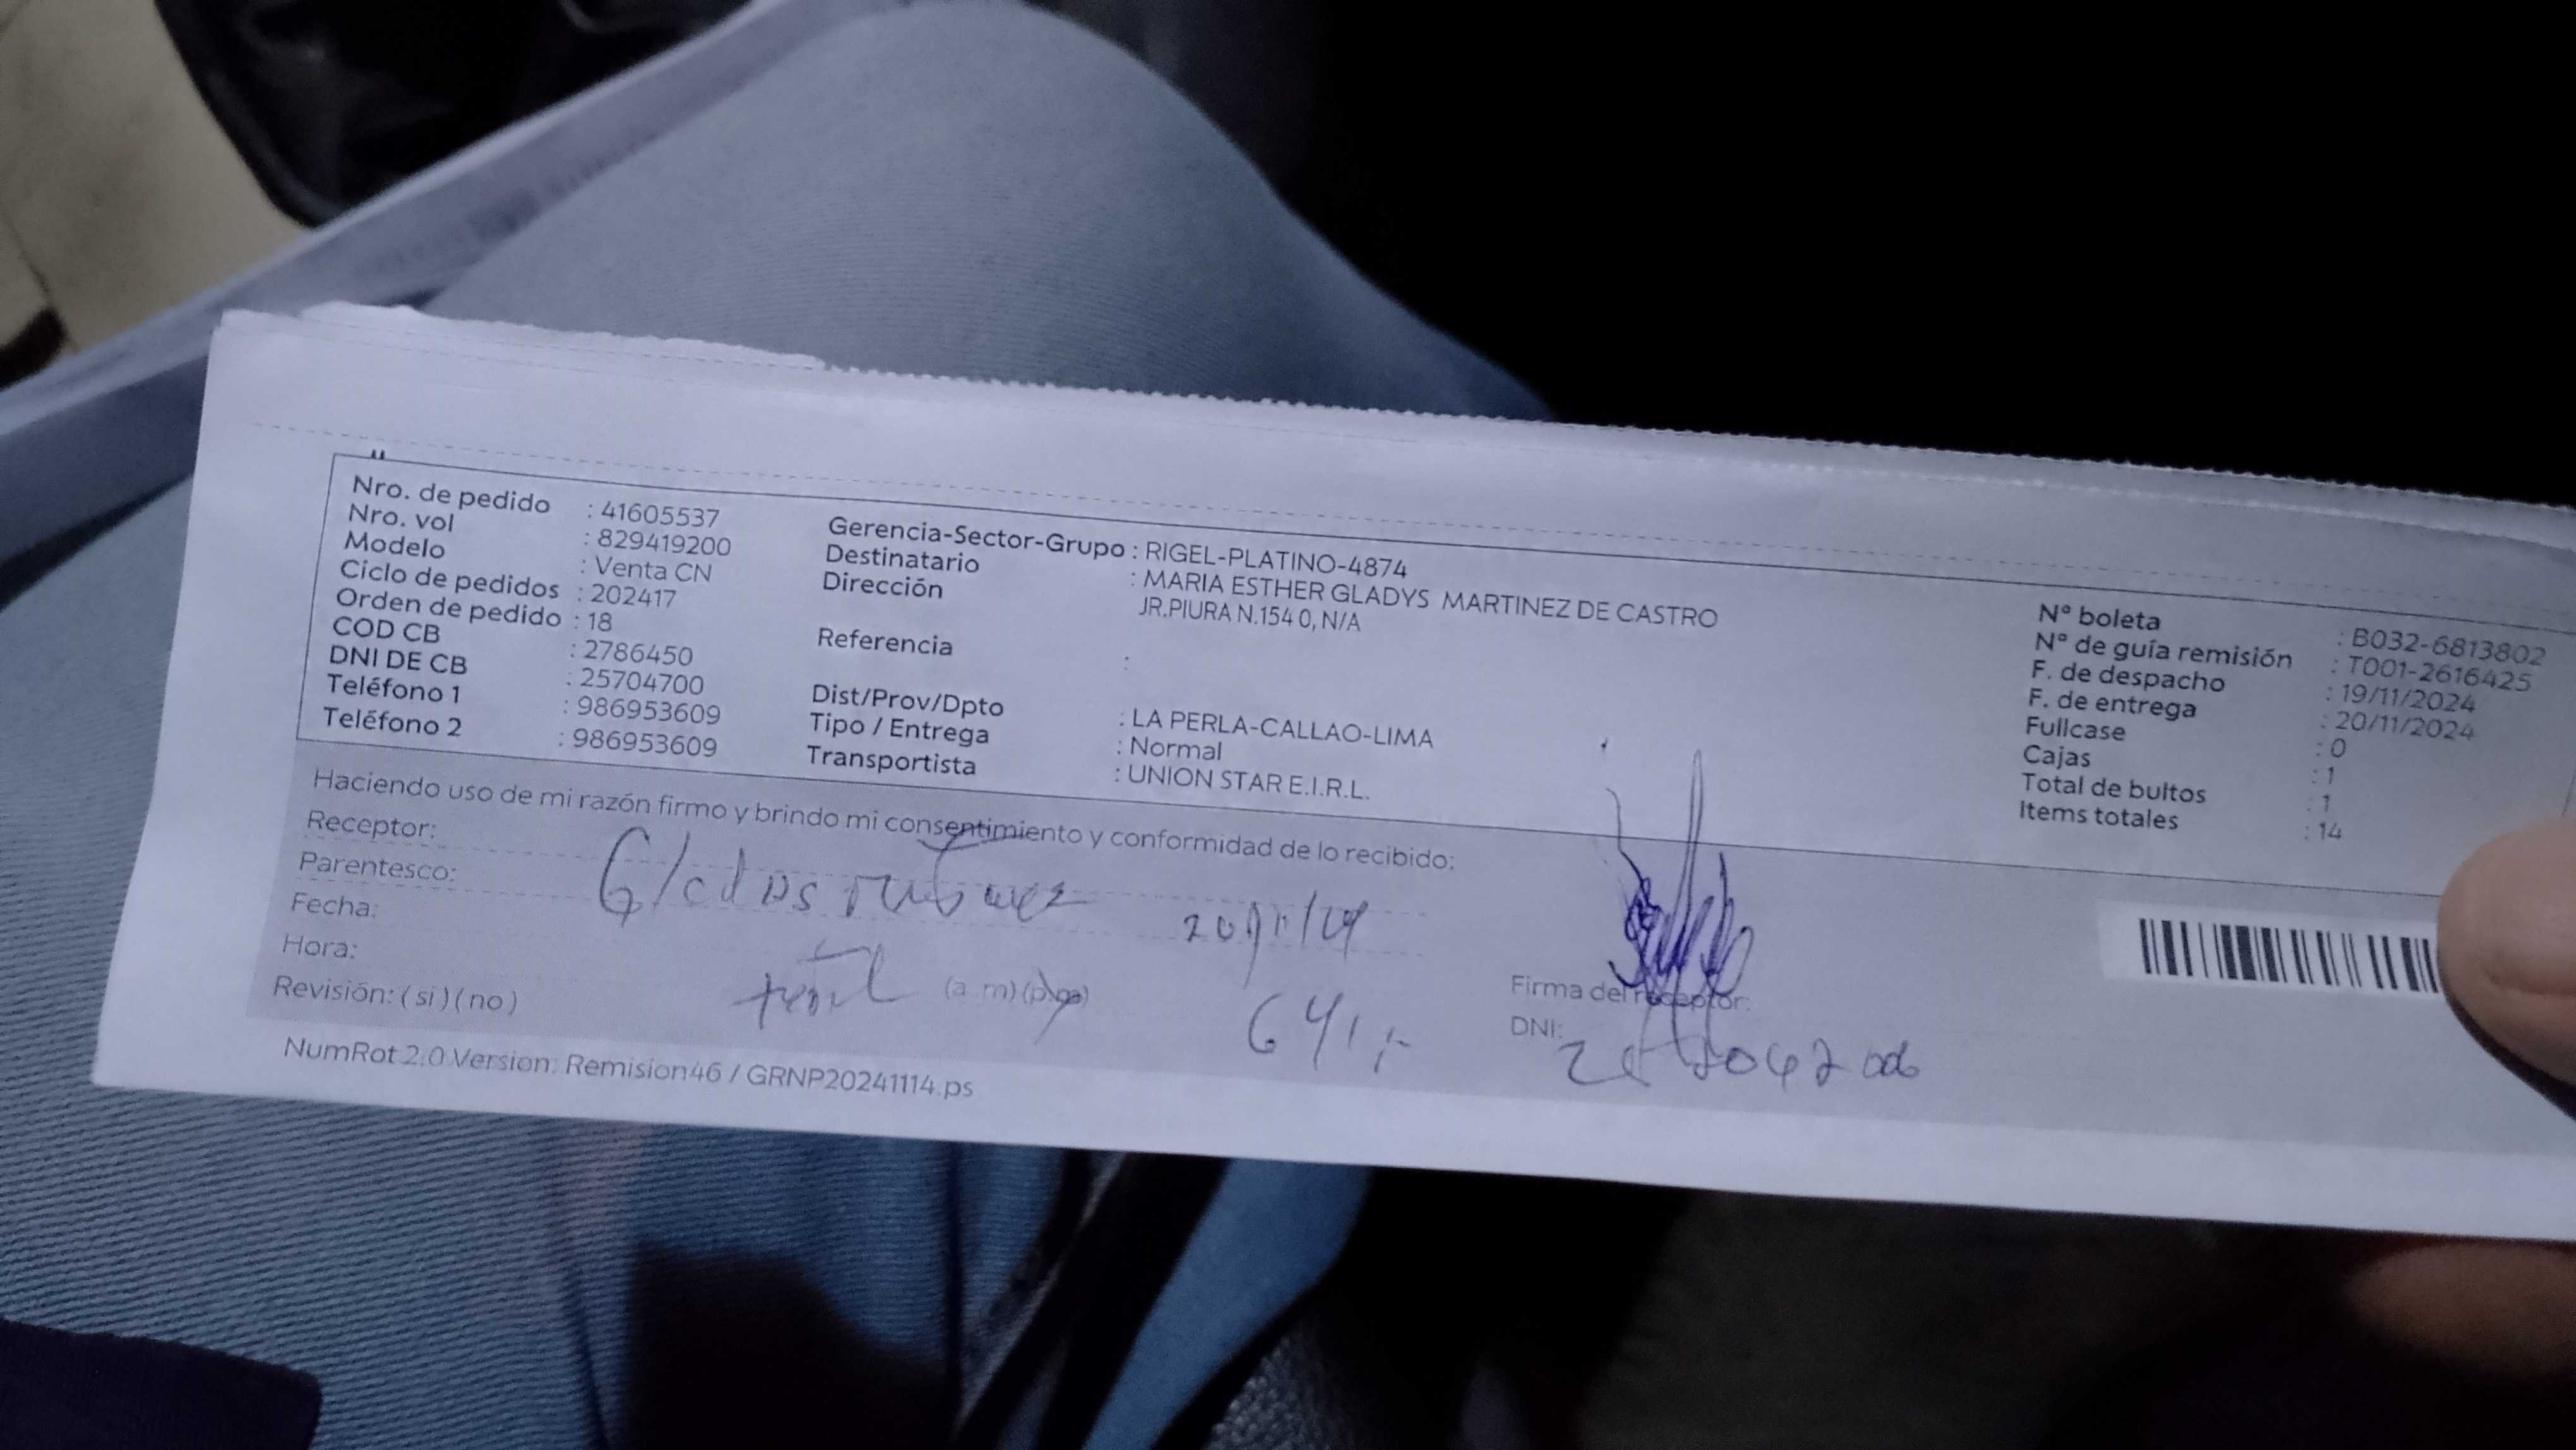 Nro. de pedido : 41605537
Nro. vol : 829419200
Modelo : Venta CN
Ciclo de pedidos : 202417
Orden de pedido : 18
COD CB : 2786450
DNI DE CB : 25704700
Teléfono 1 : 986953609
Teléfono 2 : 986953609
Gerencia-Sector-Grupo : RIGEL-PLATINO-4874
Destinatario : MARIA ESTHER GLADYS MARTINEZ DE CASTRO
Dirección JR.PIURA N.154 0, N/A
Referencia :
Dist/Prov/Dpto : LA PERLA-CALLAO-LIMA
Tipo / Entrega : Normal
Transportista : UNION STAR E.I.R.L.
Nº boleta : B032-6813802
Nº de guía remisión : T001-2616425
F. de despacho : 19/11/2024
F. de entrega : 20/11/2024
Fullcase : 0
Cajas : 1
Total de bultos : 1
Items totales : 14
Haciendo uso de mi razón firmo y brindo mi consentimiento y conformidad de lo recibido:
Receptor:
Parentesco:
Fecha:
Hora: (a m)
Revisión: ( si ) ( no )
Firma del receptor:
DNI:
NumRot 2.0 Version: Remision46 / GRNP20241114.ps